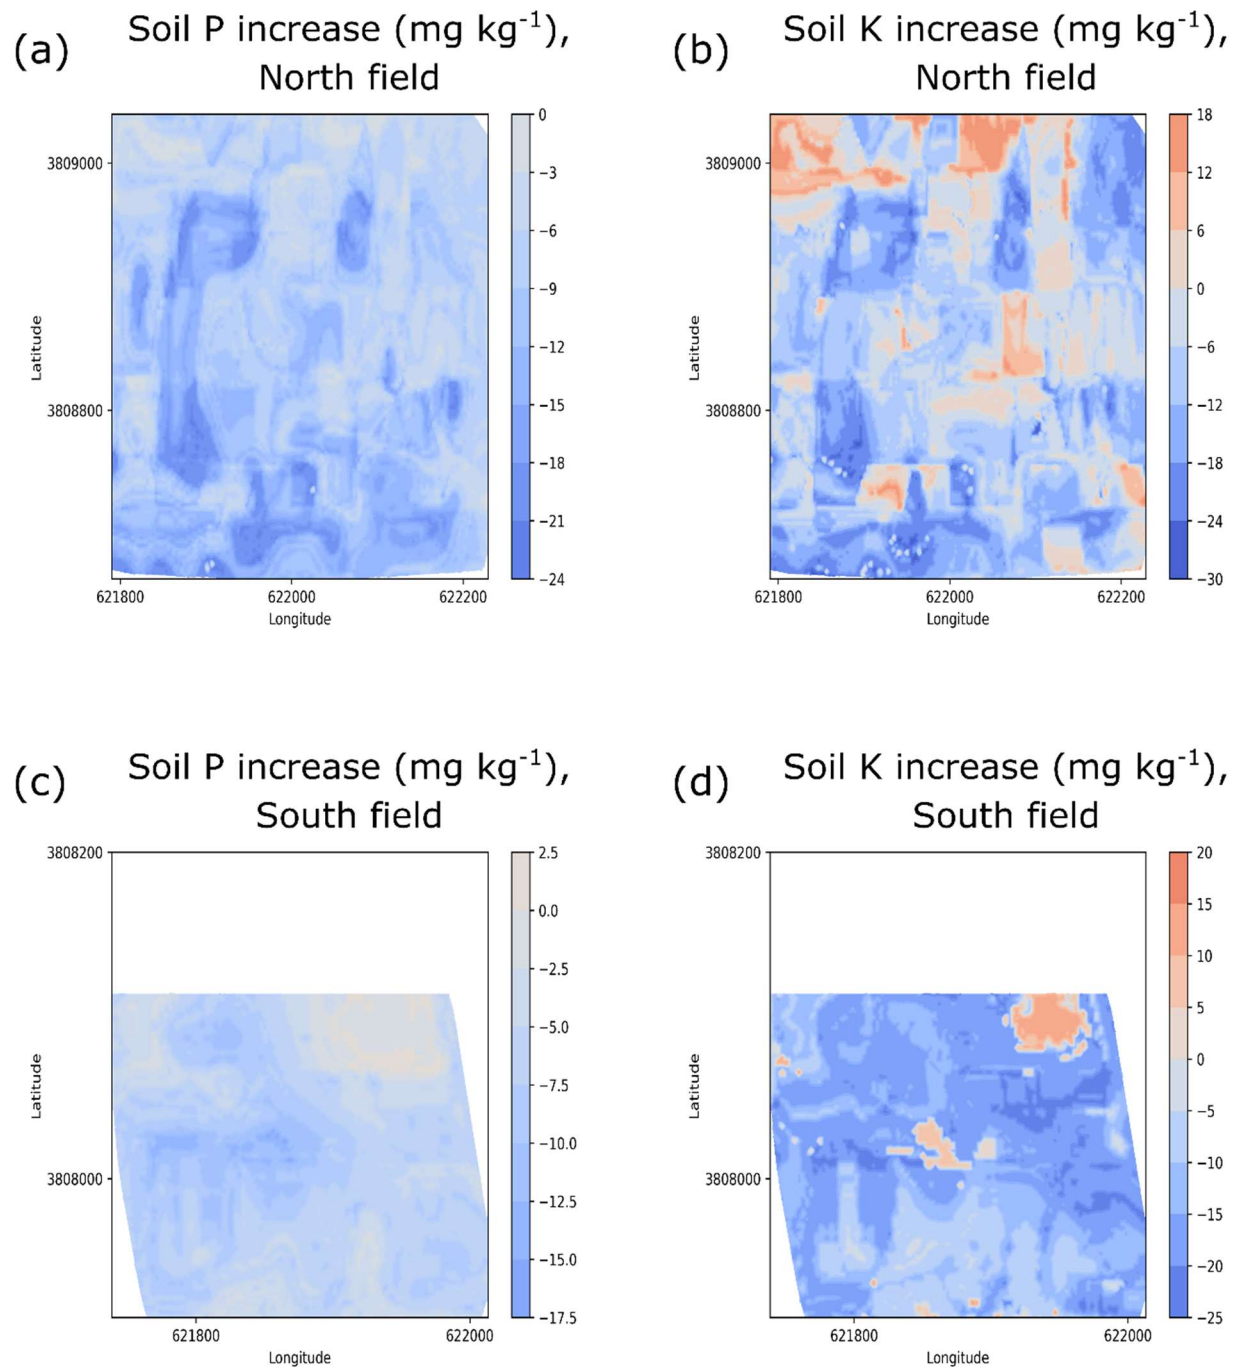 (a)
Soil P increase (mg kg-1),
North field
0
−3
−6
−9
−12
−15
−18
−21
−24
3809000
3808800
Latitude
621800
622000
622200
Longitude
(b)
Soil K increase (mg kg-1),
North field
18
12
6
0
−6
−12
−18
−24
−30
3809000
3808800
Latitude
621800
622000
622200
Longitude
(c)
Soil P increase (mg kg-1),
South field
2.5
0.0
−2.5
−5.0
−7.5
−10.0
−12.5
−15.0
−17.5
3808200
3808000
Latitude
621800
622000
Longitude
(d)
Soil K increase (mg kg-1),
South field
20
15
10
5
0
−5
−10
−15
−20
−25
3808200
3808000
Latitude
621800
622000
Longitude